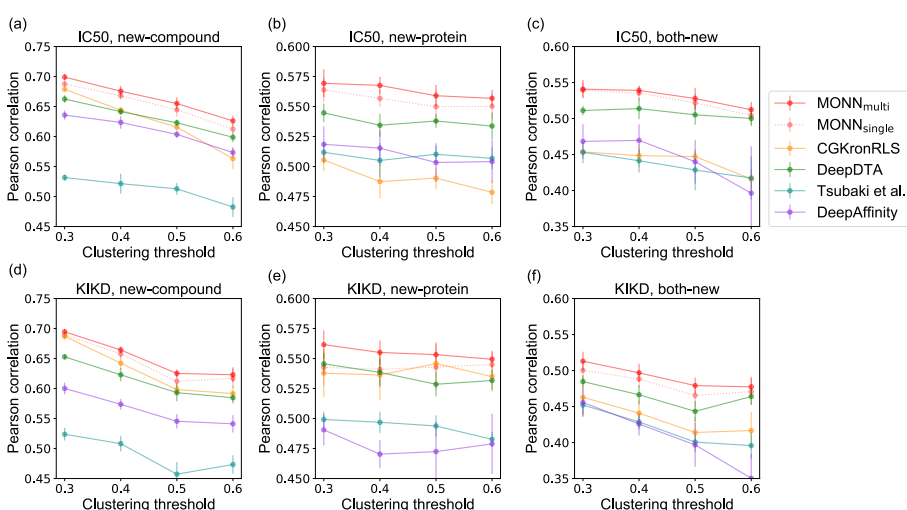 (a)
IC50, new-compound
0.75
0.70
0.65
0.60
0.55
0.50
0.45
Pearson correlation
0.3 0.4 0.5 0.6
Clustering threshold
(b)
IC50, new-protein
0.600
0.575
0.550
0.525
0.500
0.475
0.450
Pearson correlation
0.3 0.4 0.5 0.6
Clustering threshold
(c)
IC50, both-new
0.60
0.55
0.50
0.45
0.40
0.35
Pearson correlation
0.3 0.4 0.5 0.6
Clustering threshold
MONNmulti
MONNsingle
CGKronRLS
DeepDTA
Tsubaki et al.
DeepAffinity
(d)
KIKD, new-compound
0.75
0.70
0.65
0.60
0.55
0.50
0.45
Pearson correlation
0.3 0.4 0.5 0.6
Clustering threshold
(e)
KIKD, new-protein
0.600
0.575
0.550
0.525
0.500
0.475
0.450
Pearson correlation
0.3 0.4 0.5 0.6
Clustering threshold
(f)
KIKD, both-new
0.60
0.55
0.50
0.45
0.40
0.35
Pearson correlation
0.3 0.4 0.5 0.6
Clustering threshold